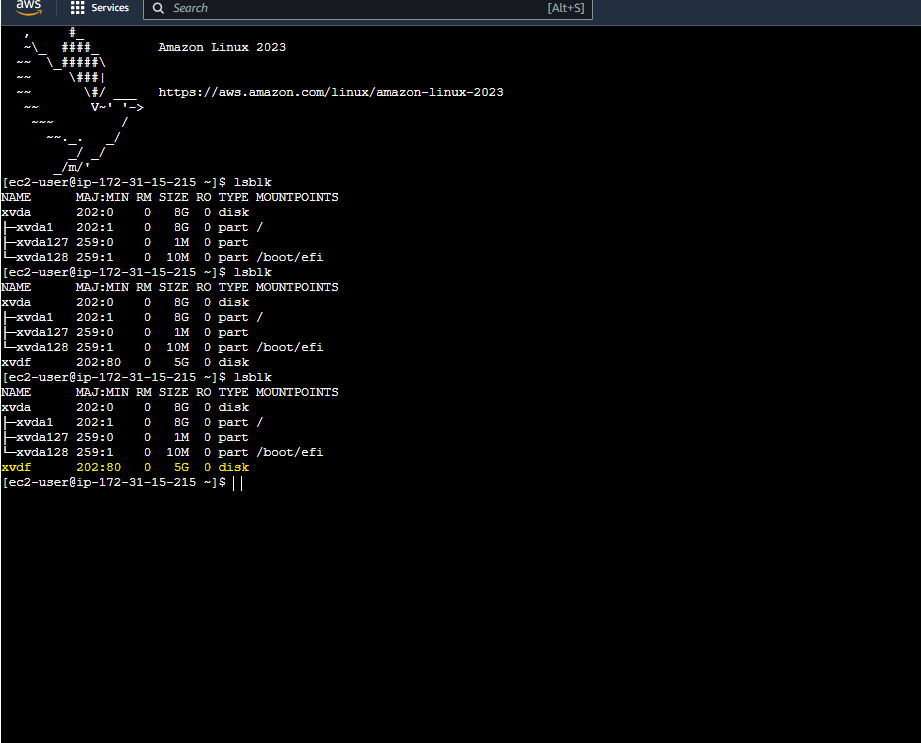 aws
Services
Search
[Alt+S]
   ,     #_
   ~\_  ####_        Amazon Linux 2023
  ~~  \_#####\
  ~~     \###|
  ~~       \#/ ___   https://aws.amazon.com/linux/amazon-linux-2023
   ~~       V~' '->
    ~~~         /
      ~~._.   _/
         _/ _/
       _/m/'
[ec2-user@ip-172-31-15-215 ~]$ lsblk
NAME      MAJ:MIN RM SIZE RO TYPE MOUNTPOINTS
xvda      202:0    0   8G  0 disk
├─xvda1   202:1    0   8G  0 part /
├─xvda127 259:0    0   1M  0 part
└─xvda128 259:1    0  10M  0 part /boot/efi
[ec2-user@ip-172-31-15-215 ~]$ lsblk
NAME      MAJ:MIN RM SIZE RO TYPE MOUNTPOINTS
xvda      202:0    0   8G  0 disk
├─xvda1   202:1    0   8G  0 part /
├─xvda127 259:0    0   1M  0 part
└─xvda128 259:1    0  10M  0 part /boot/efi
xvdf      202:80   0   5G  0 disk
[ec2-user@ip-172-31-15-215 ~]$ lsblk
NAME      MAJ:MIN RM SIZE RO TYPE MOUNTPOINTS
xvda      202:0    0   8G  0 disk
├─xvda1   202:1    0   8G  0 part /
├─xvda127 259:0    0   1M  0 part
└─xvda128 259:1    0  10M  0 part /boot/efi
xvdf      202:80   0   5G  0 disk
[ec2-user@ip-172-31-15-215 ~]$